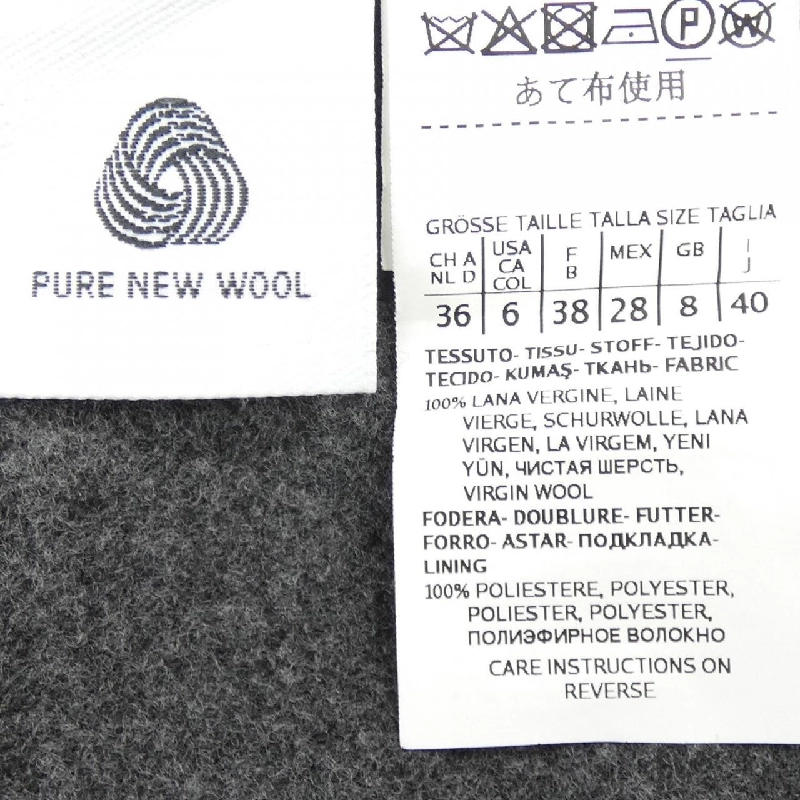 PURE NEW WOOL
P
W
あて布使用
GRÖSSE TAILLE TALLA SIZE TAGLIA
CH A NL D
USA CA COL
F B
MEX
GB
I J
36 6 38 28 8 40
TESSUTO- TISSU- STOFF- TEJIDO-
TECIDO- KUMAŞ- ТКАНЬ- FABRIC
100% LANA VERGINE, LAINE
VIERGE, SCHURWOLLE, LANA
VIRGEN, LA VIRGEM, YENI
YÜN, ЧИСТАЯ ШЕРСТЬ,
VIRGIN WOOL
FODERA- DOUBLURE- FUTTER-
FORRO- ASTAR- ПОДКЛАДКА-
LINING
100% POLIESTERE, POLYESTER,
POLIESTER, POLYESTER,
ПОЛИЭФИРНОЕ ВОЛОКНО
CARE INSTRUCTIONS ON
REVERSE